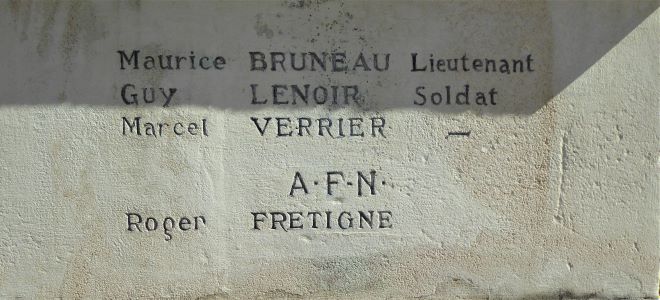 Maurice BRUNEAU Lieutenant
Guy LENOIR Soldat
Marcel VERRIER —
A·F·N·
Roger FRETIGNE